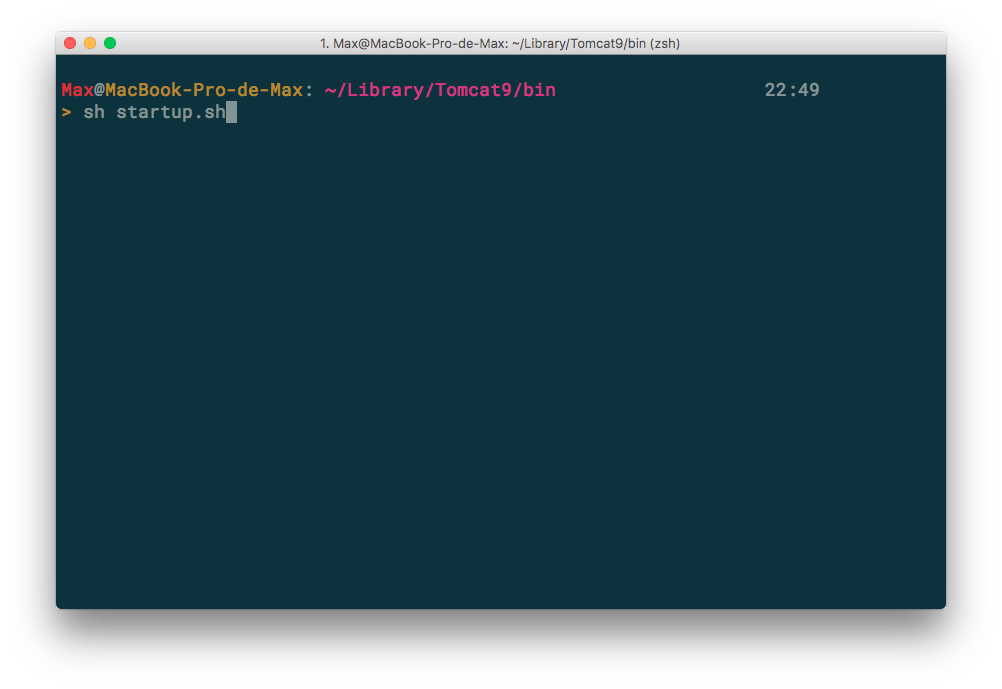 1. Max@MacBook-Pro-de-Max: ~/Library/Tomcat9/bin (zsh)
Max@MacBook-Pro-de-Max: ~/Library/Tomcat9/bin 22:49
> sh startup.sh